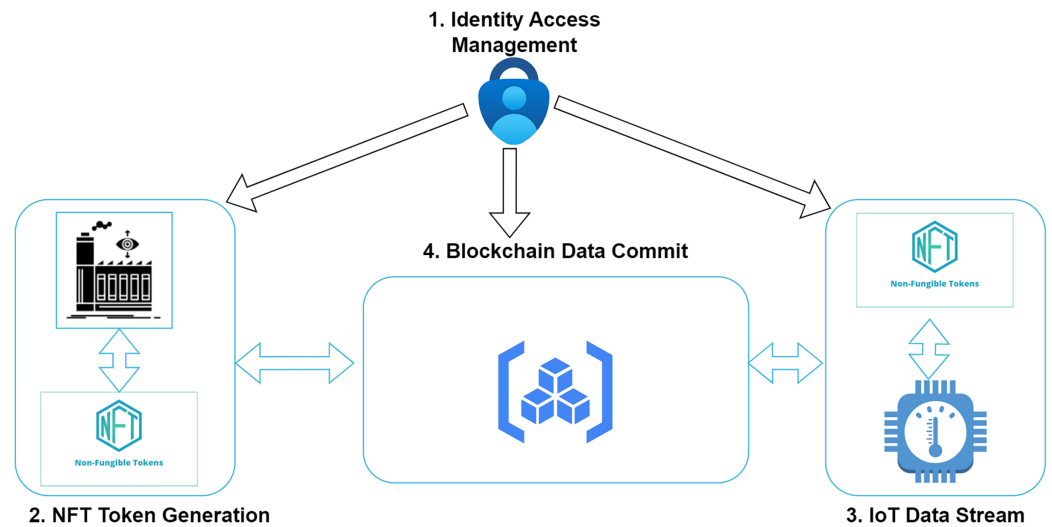 1. Identity Access
Management
4. Blockchain Data Commit
NFT
Non-Fungible Tokens
NFT
Non-Fungible Tokens
2. NFT Token Generation
3. IoT Data Stream